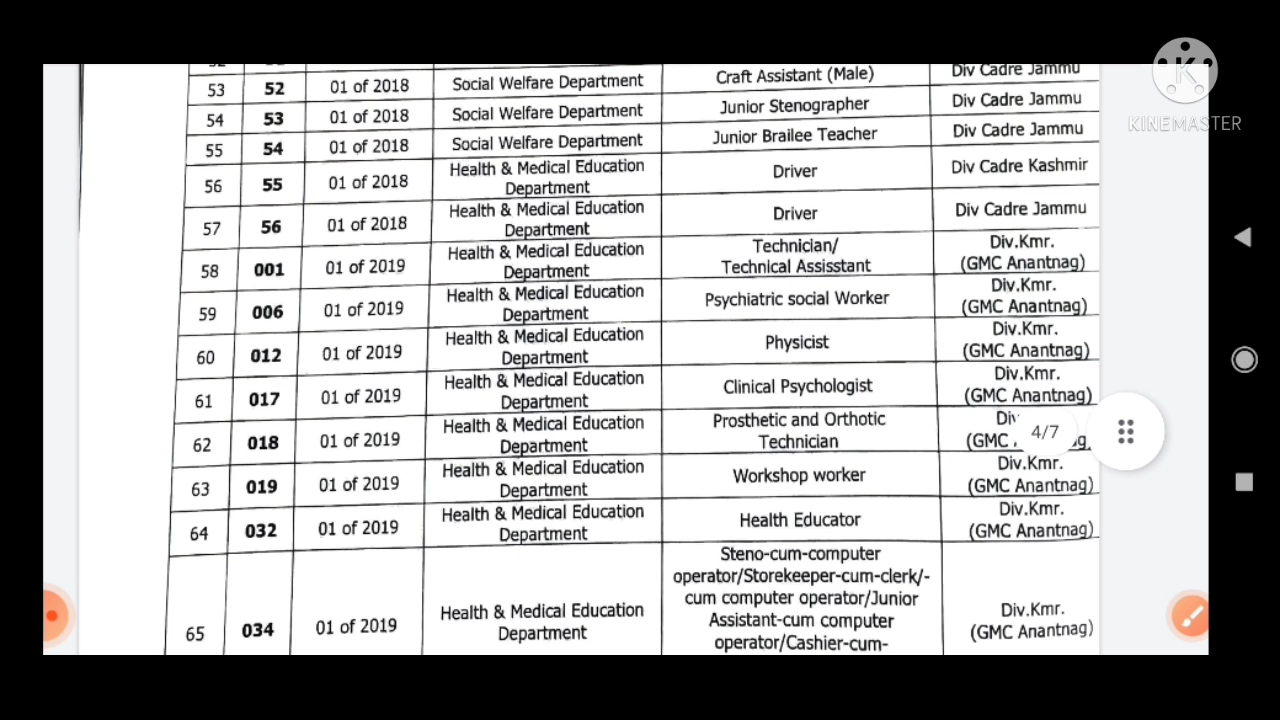 53 52 01 of 2018 Social Welfare Department Craft Assistant (Male) Div Cadre Jammu
54 53 01 of 2018 Social Welfare Department Junior Stenographer Div Cadre Jammu
55 54 01 of 2018 Social Welfare Department Junior Brailee Teacher Div Cadre Jammu
56 55 01 of 2018 Health & Medical Education Driver Div Cadre Kashmir
Department
57 56 01 of 2018 Health & Medical Education Driver Div Cadre Jammu
Department
58 001 01 of 2019 Health & Medical Education Technician/ Div.Kmr.
Department Technical Assisstant (GMC Anantnag)
59 006 01 of 2019 Health & Medical Education Psychiatric social Worker Div.Kmr.
Department (GMC Anantnag)
60 012 01 of 2019 Health & Medical Education Physicist Div.Kmr.
Department (GMC Anantnag)
61 017 01 of 2019 Health & Medical Education Clinical Psychologist Div.Kmr.
Department (GMC Anantnag)
62 018 01 of 2019 Health & Medical Education Prosthetic and Orthotic
Department Technician (GMC
4/7
63 019 01 of 2019 Health & Medical Education Workshop worker Div.Kmr.
Department (GMC Anantnag)
64 032 01 of 2019 Health & Medical Education Health Educator Div.Kmr.
Department (GMC Anantnag)
65 034 01 of 2019 Health & Medical Education Steno-cum-computer Div.Kmr.
Department operator/Storekeeper-cum-clerk/- (GMC Anantnag)
cum computer operator/Junior
Assistant-cum computer
operator/Cashier-cum-
K
KINEMASTER